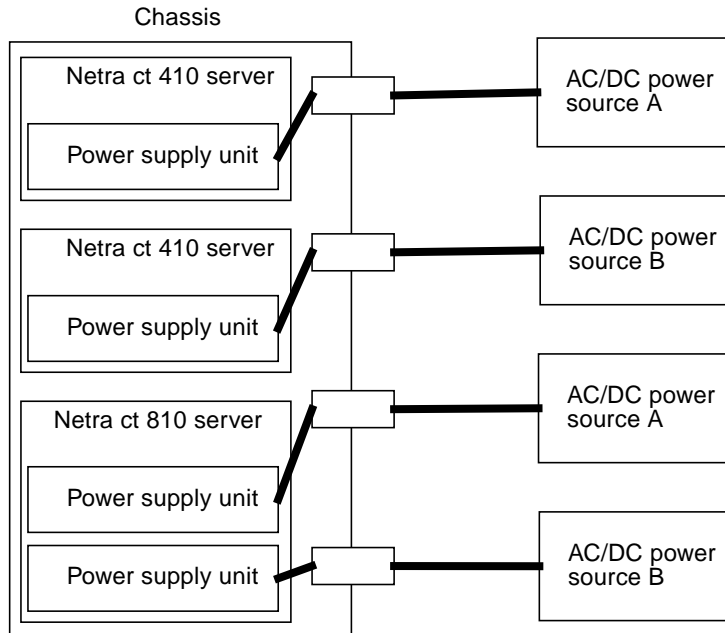 Chassis
Netra ct 410 server
Power supply unit
AC/DC power
source A
Netra ct 410 server
Power supply unit
AC/DC power
source B
Netra ct 810 server
Power supply unit
AC/DC power
source A
Power supply unit
AC/DC power
source B